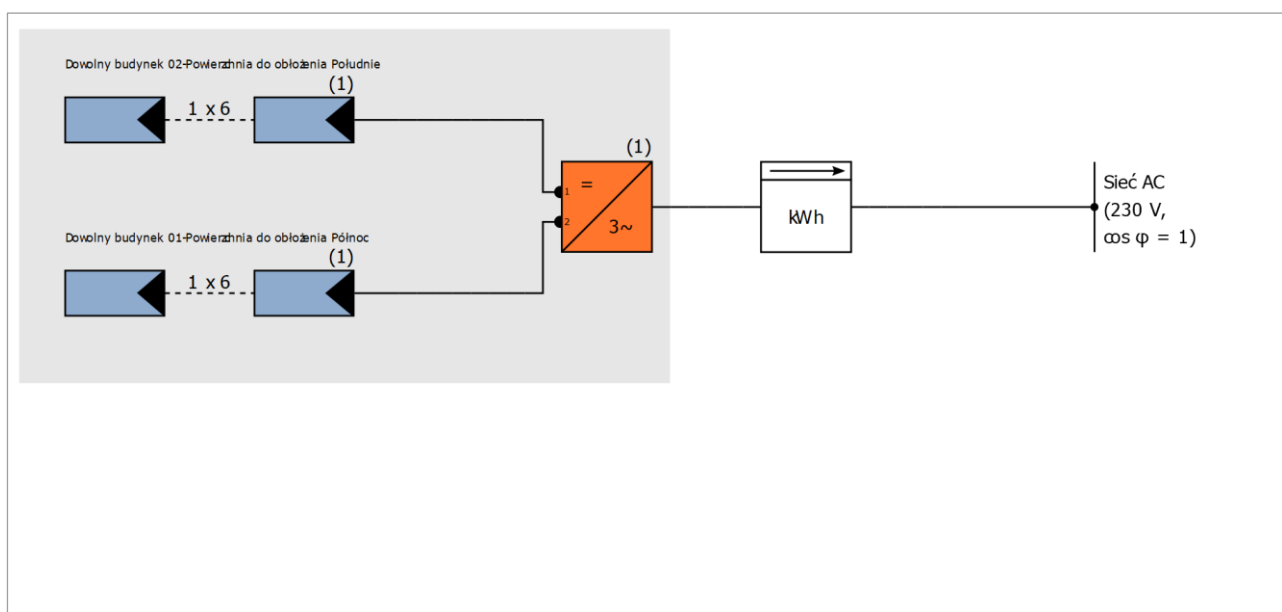 Dowolny budynek 02-Powierzchnia do obłożenia Południe
(1)
1 x 6
(1)
1
=
2
3~
kWh
Sieć AC
(230 V,
cos φ = 1)
Dowolny budynek 01-Powierzchnia do obłożenia Północ
(1)
1 x 6